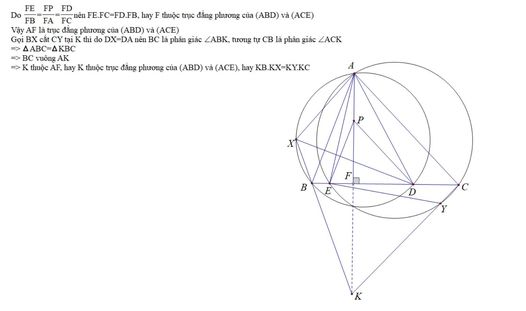 Do FE/FB=FP/FA=FD/FC nên FE.FC=FD.FB, hay F thuộc trục đẳng phương của (ABD) và (ACE)
Vậy AF là trục đẳng phương của (ABD) và (ACE)
Gọi BX cắt CY tại K thì do DX=DA nên BC là phân giác ∠ABK, tương tự CB là phân giác ∠ACK
=> ΔABC=ΔKBC
=> BC vuông AK
=> K thuộc AF, hay K thuộc trục đẳng phương của (ABD) và (ACE), hay KB.KX=KY.KC
A
P
X
F
B
E
D
C
Y
K